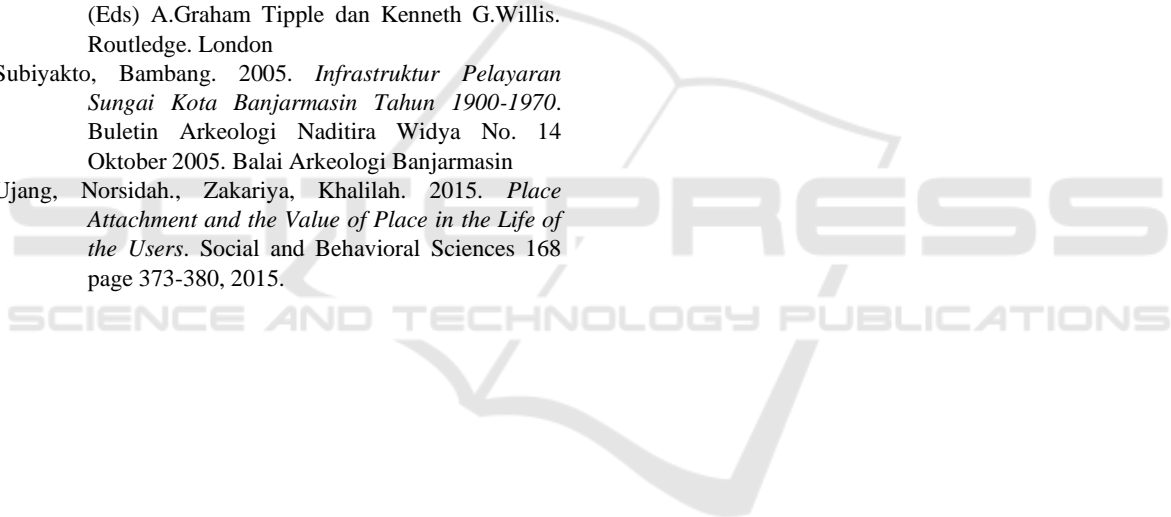 (Eds) A.Graham Tipple dan Kenneth G.Willis.
Routledge. London
Subiyakto, Bambang. 2005. Infrastruktur Pelayaran
Sungai Kota Banjarmasin Tahun 1900-1970.
Buletin Arkeologi Naditira Widya No. 14
Oktober 2005. Balai Arkeologi Banjarmasin
Ujang, Norsidah., Zakariya, Khalilah. 2015. Place
Attachment and the Value of Place in the Life of
the Users. Social and Behavioral Sciences 168
page 373-380, 2015.
SCITEPRESS
SCIENCE AND TECHNOLOGY PUBLICATIONS